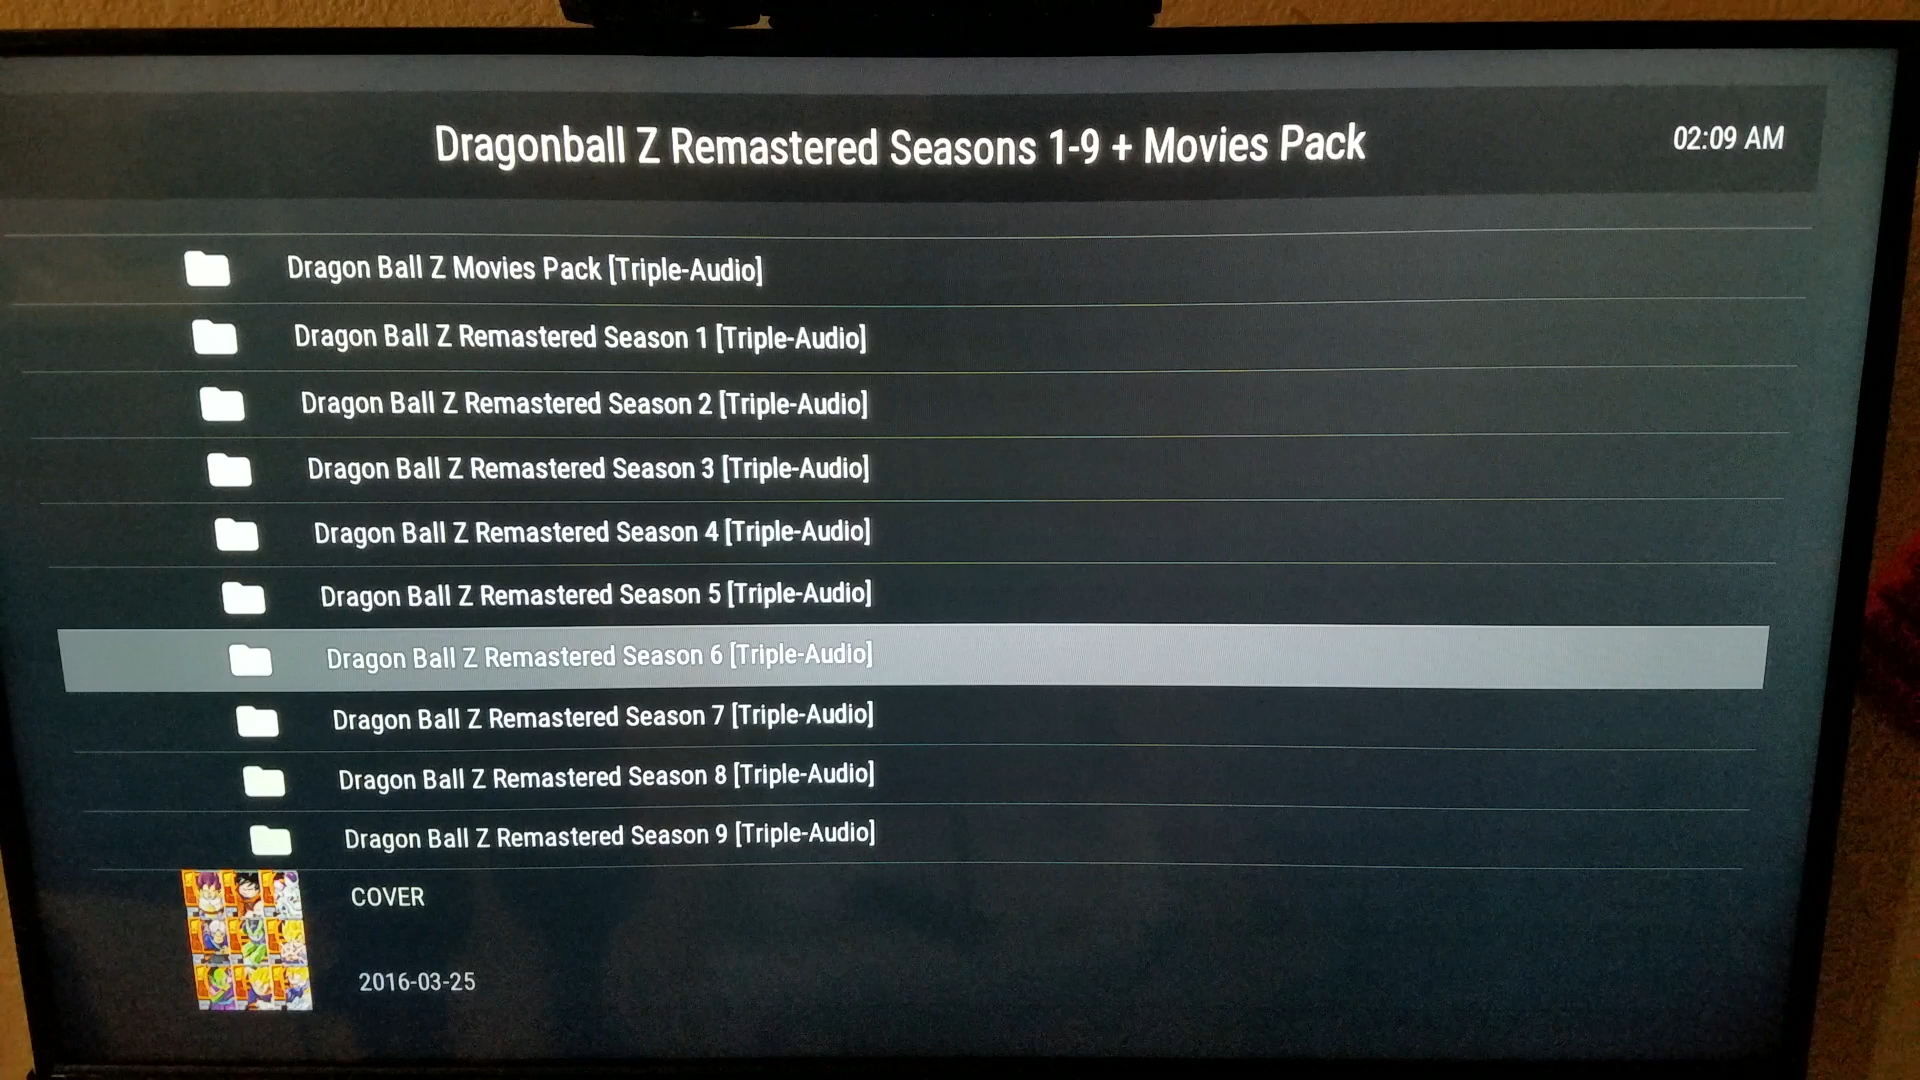 Dragonball Z Remastered Seasons 1-9 + Movies Pack
02:09 AM
Dragon Ball Z Movies Pack [Triple-Audio]
Dragon Ball Z Remastered Season 1 [Triple-Audio]
Dragon Ball Z Remastered Season 2 [Triple-Audio]
Dragon Ball Z Remastered Season 3 [Triple-Audio]
Dragon Ball Z Remastered Season 4 [Triple-Audio]
Dragon Ball Z Remastered Season 5 [Triple-Audio]
Dragon Ball Z Remastered Season 6 [Triple-Audio]
Dragon Ball Z Remastered Season 7 [Triple-Audio]
Dragon Ball Z Remastered Season 8 [Triple-Audio]
Dragon Ball Z Remastered Season 9 [Triple-Audio]
COVER
2016-03-25